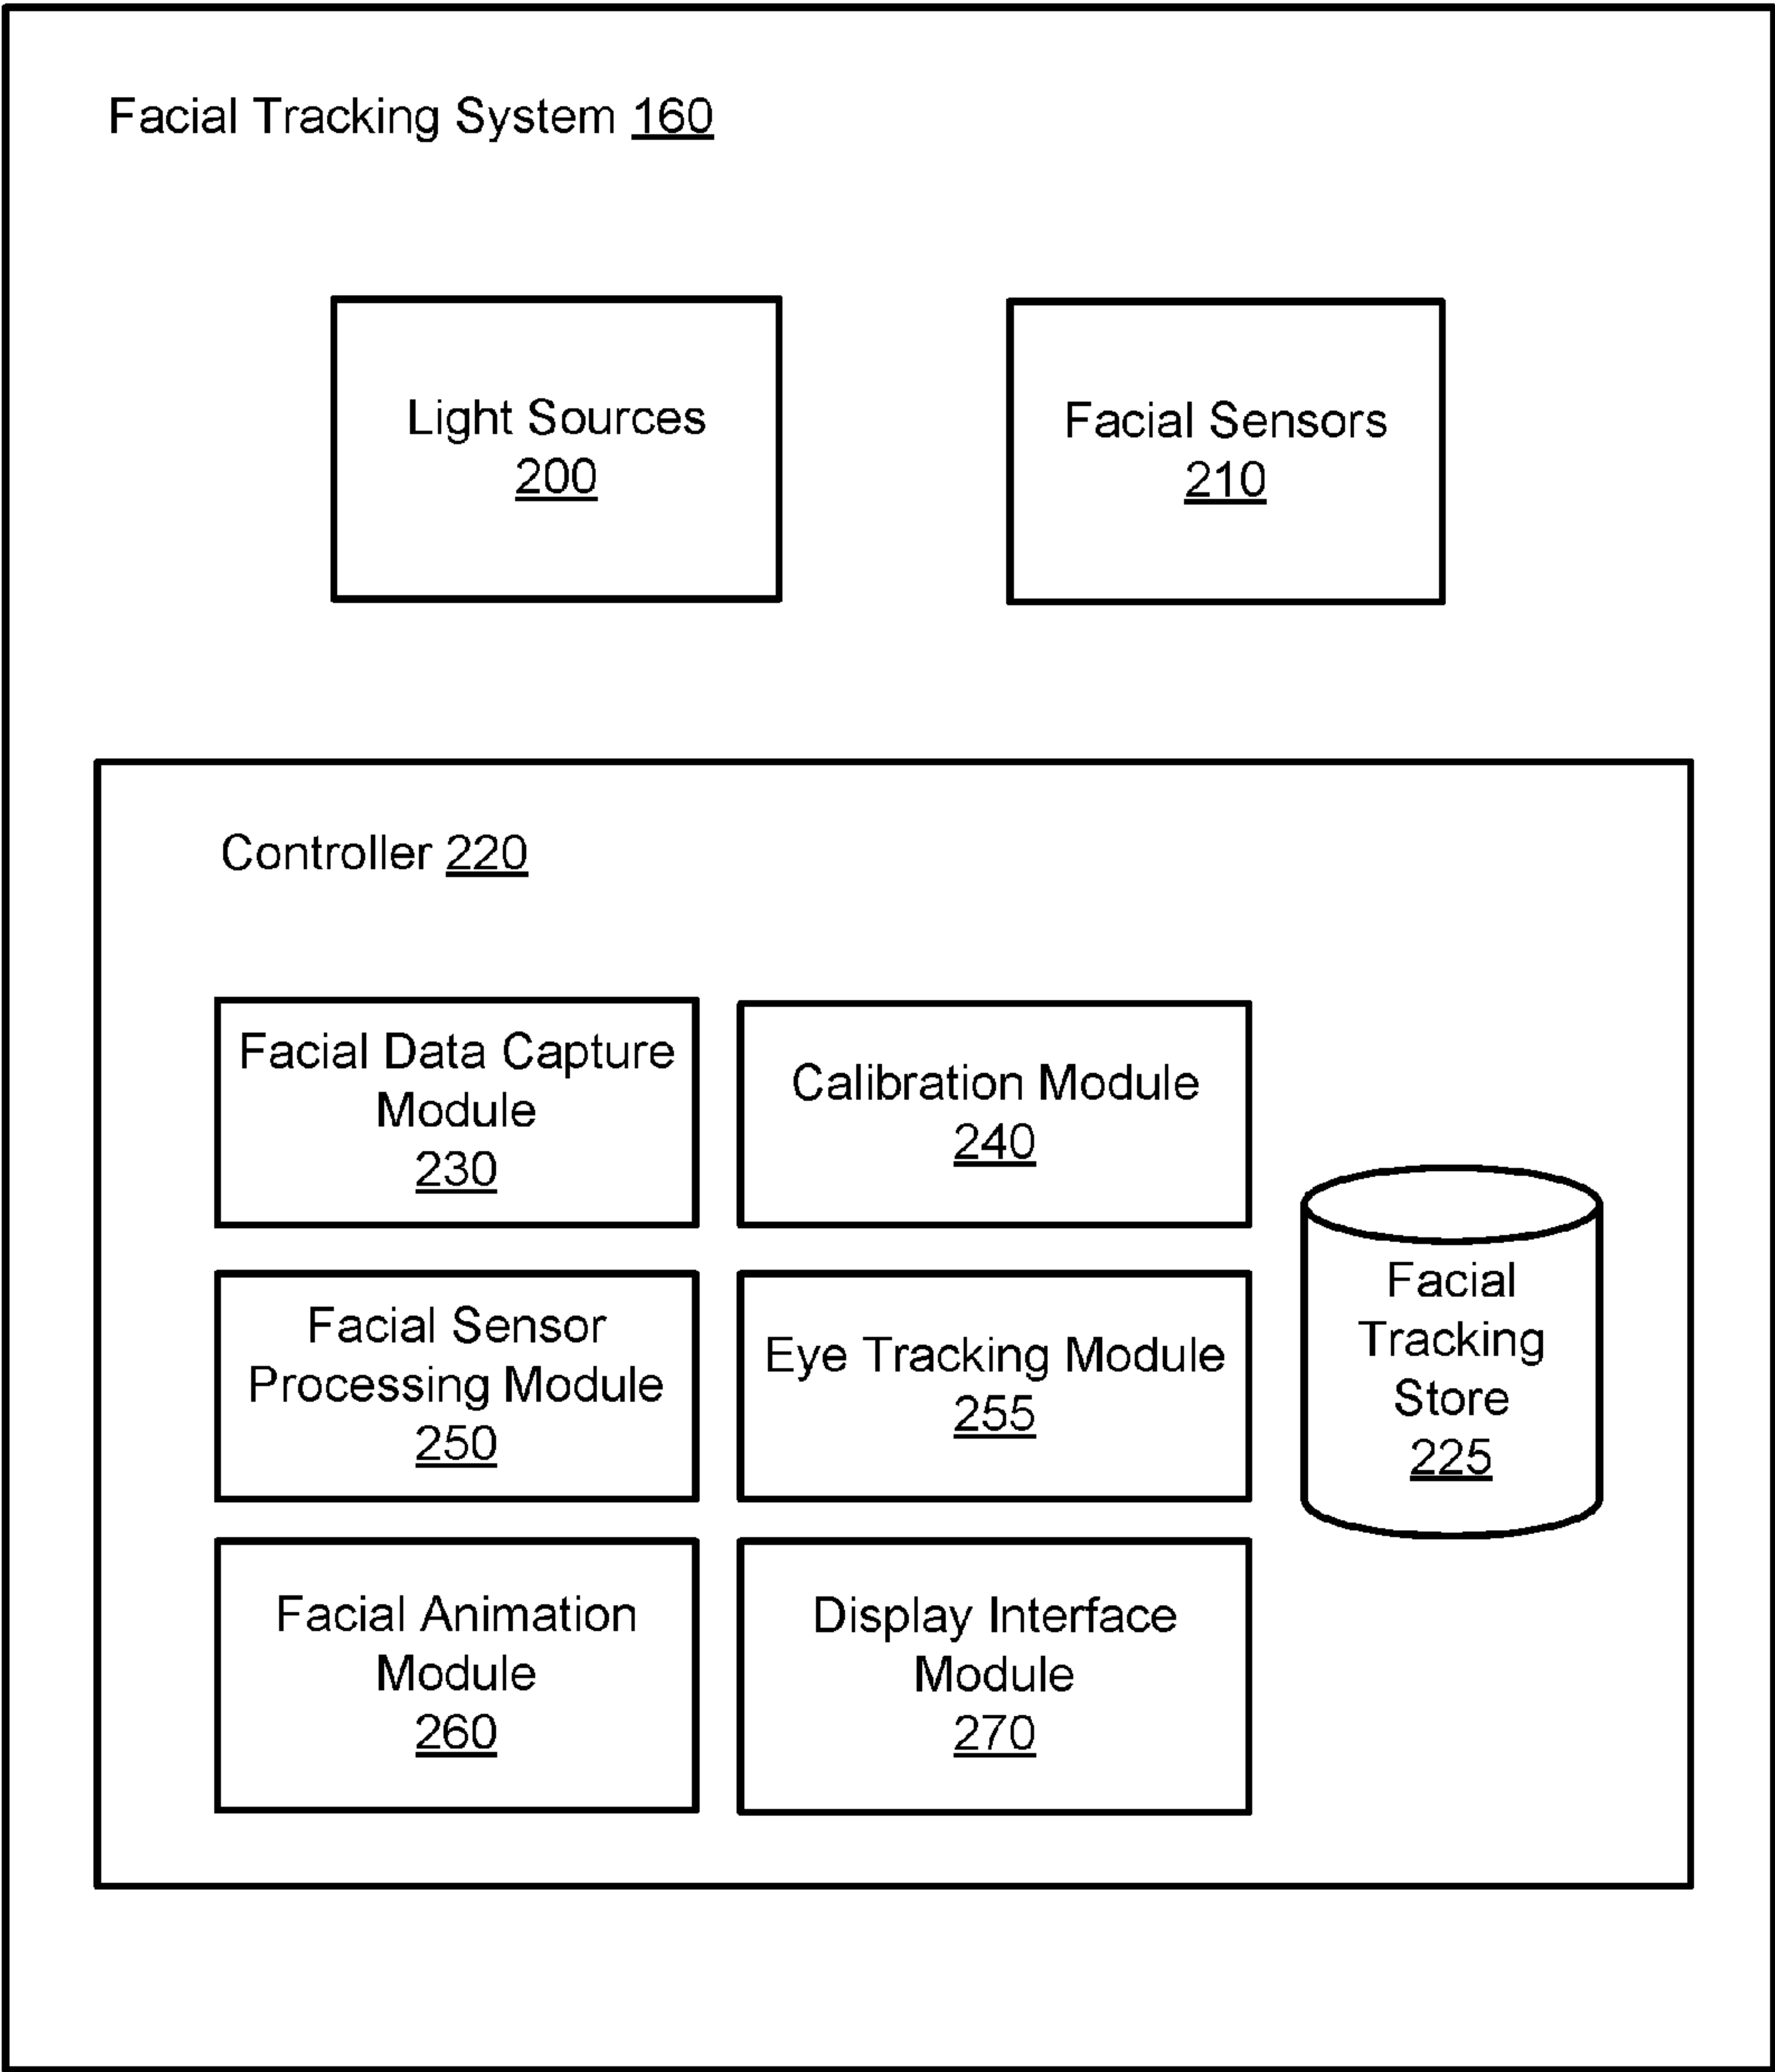 Facial Tracking System 160
Light Sources
200
Facial Sensors
210
Controller 220
Facial Data Capture
Module
230
Calibration Module
240
Facial Sensor
Processing Module
250
Eye Tracking Module
255
Facial
Tracking
Store
225
Facial Animation
Module
260
Display Interface
Module
270